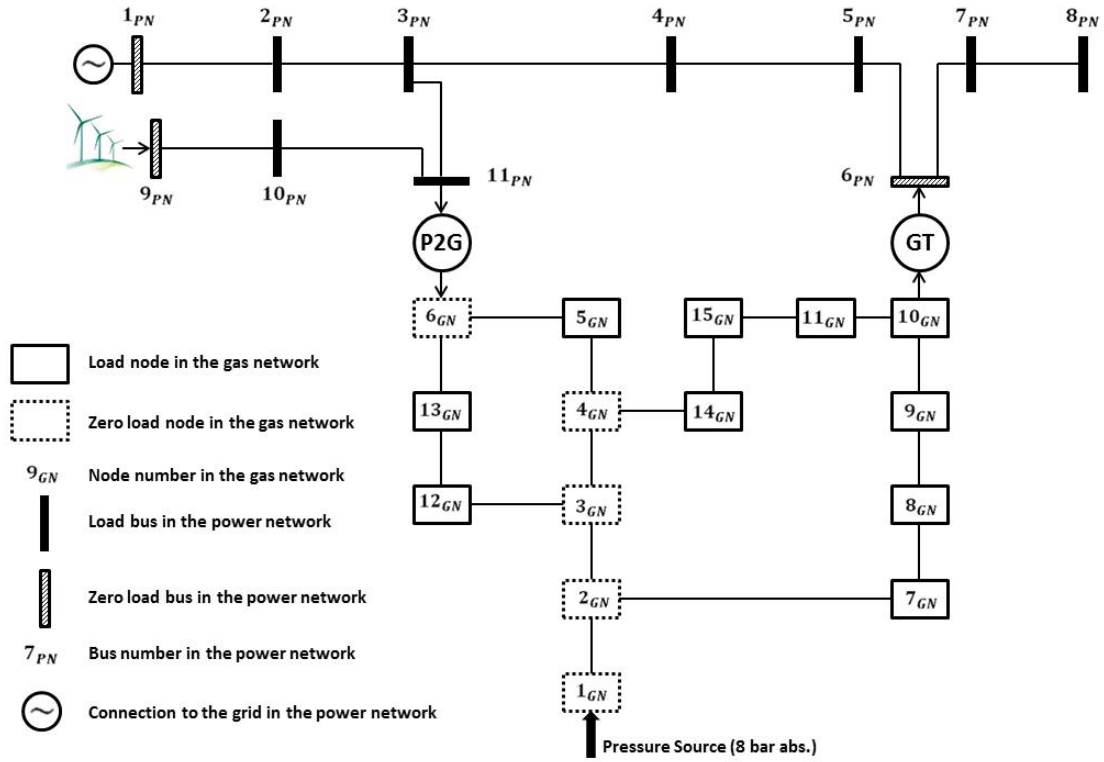 1PN 2PN 3PN 4PN 5PN 7PN 8PN
~
9PN 10PN 11PN 6PN
P2G GT
6GN 5GN 15GN 11GN 10GN
Load node in the gas network
13GN 4GN 14GN 9GN
Zero load node in the gas network
9GN Node number in the gas network
12GN 3GN 8GN
Load bus in the power network
2GN 7GN
Zero load bus in the power network
7PN Bus number in the power network
1GN
~ Connection to the grid in the power network
Pressure Source (8 bar abs.)